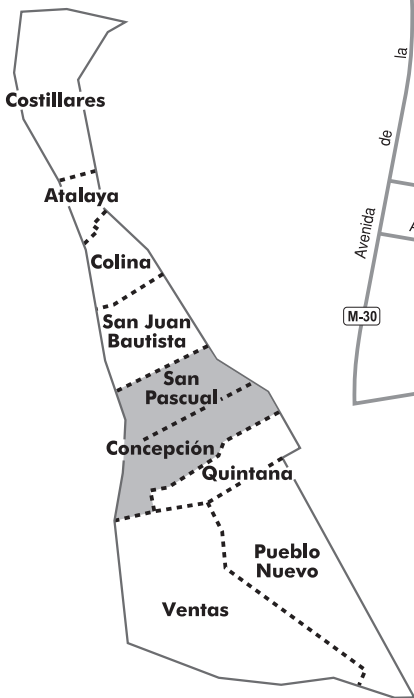 Costillares
Atalaya
Colina
San Juan
Bautista
San
Pascual
Concepción
Quintana
Pueblo
Nuevo
Ventas
la
de
Avenida
M-30